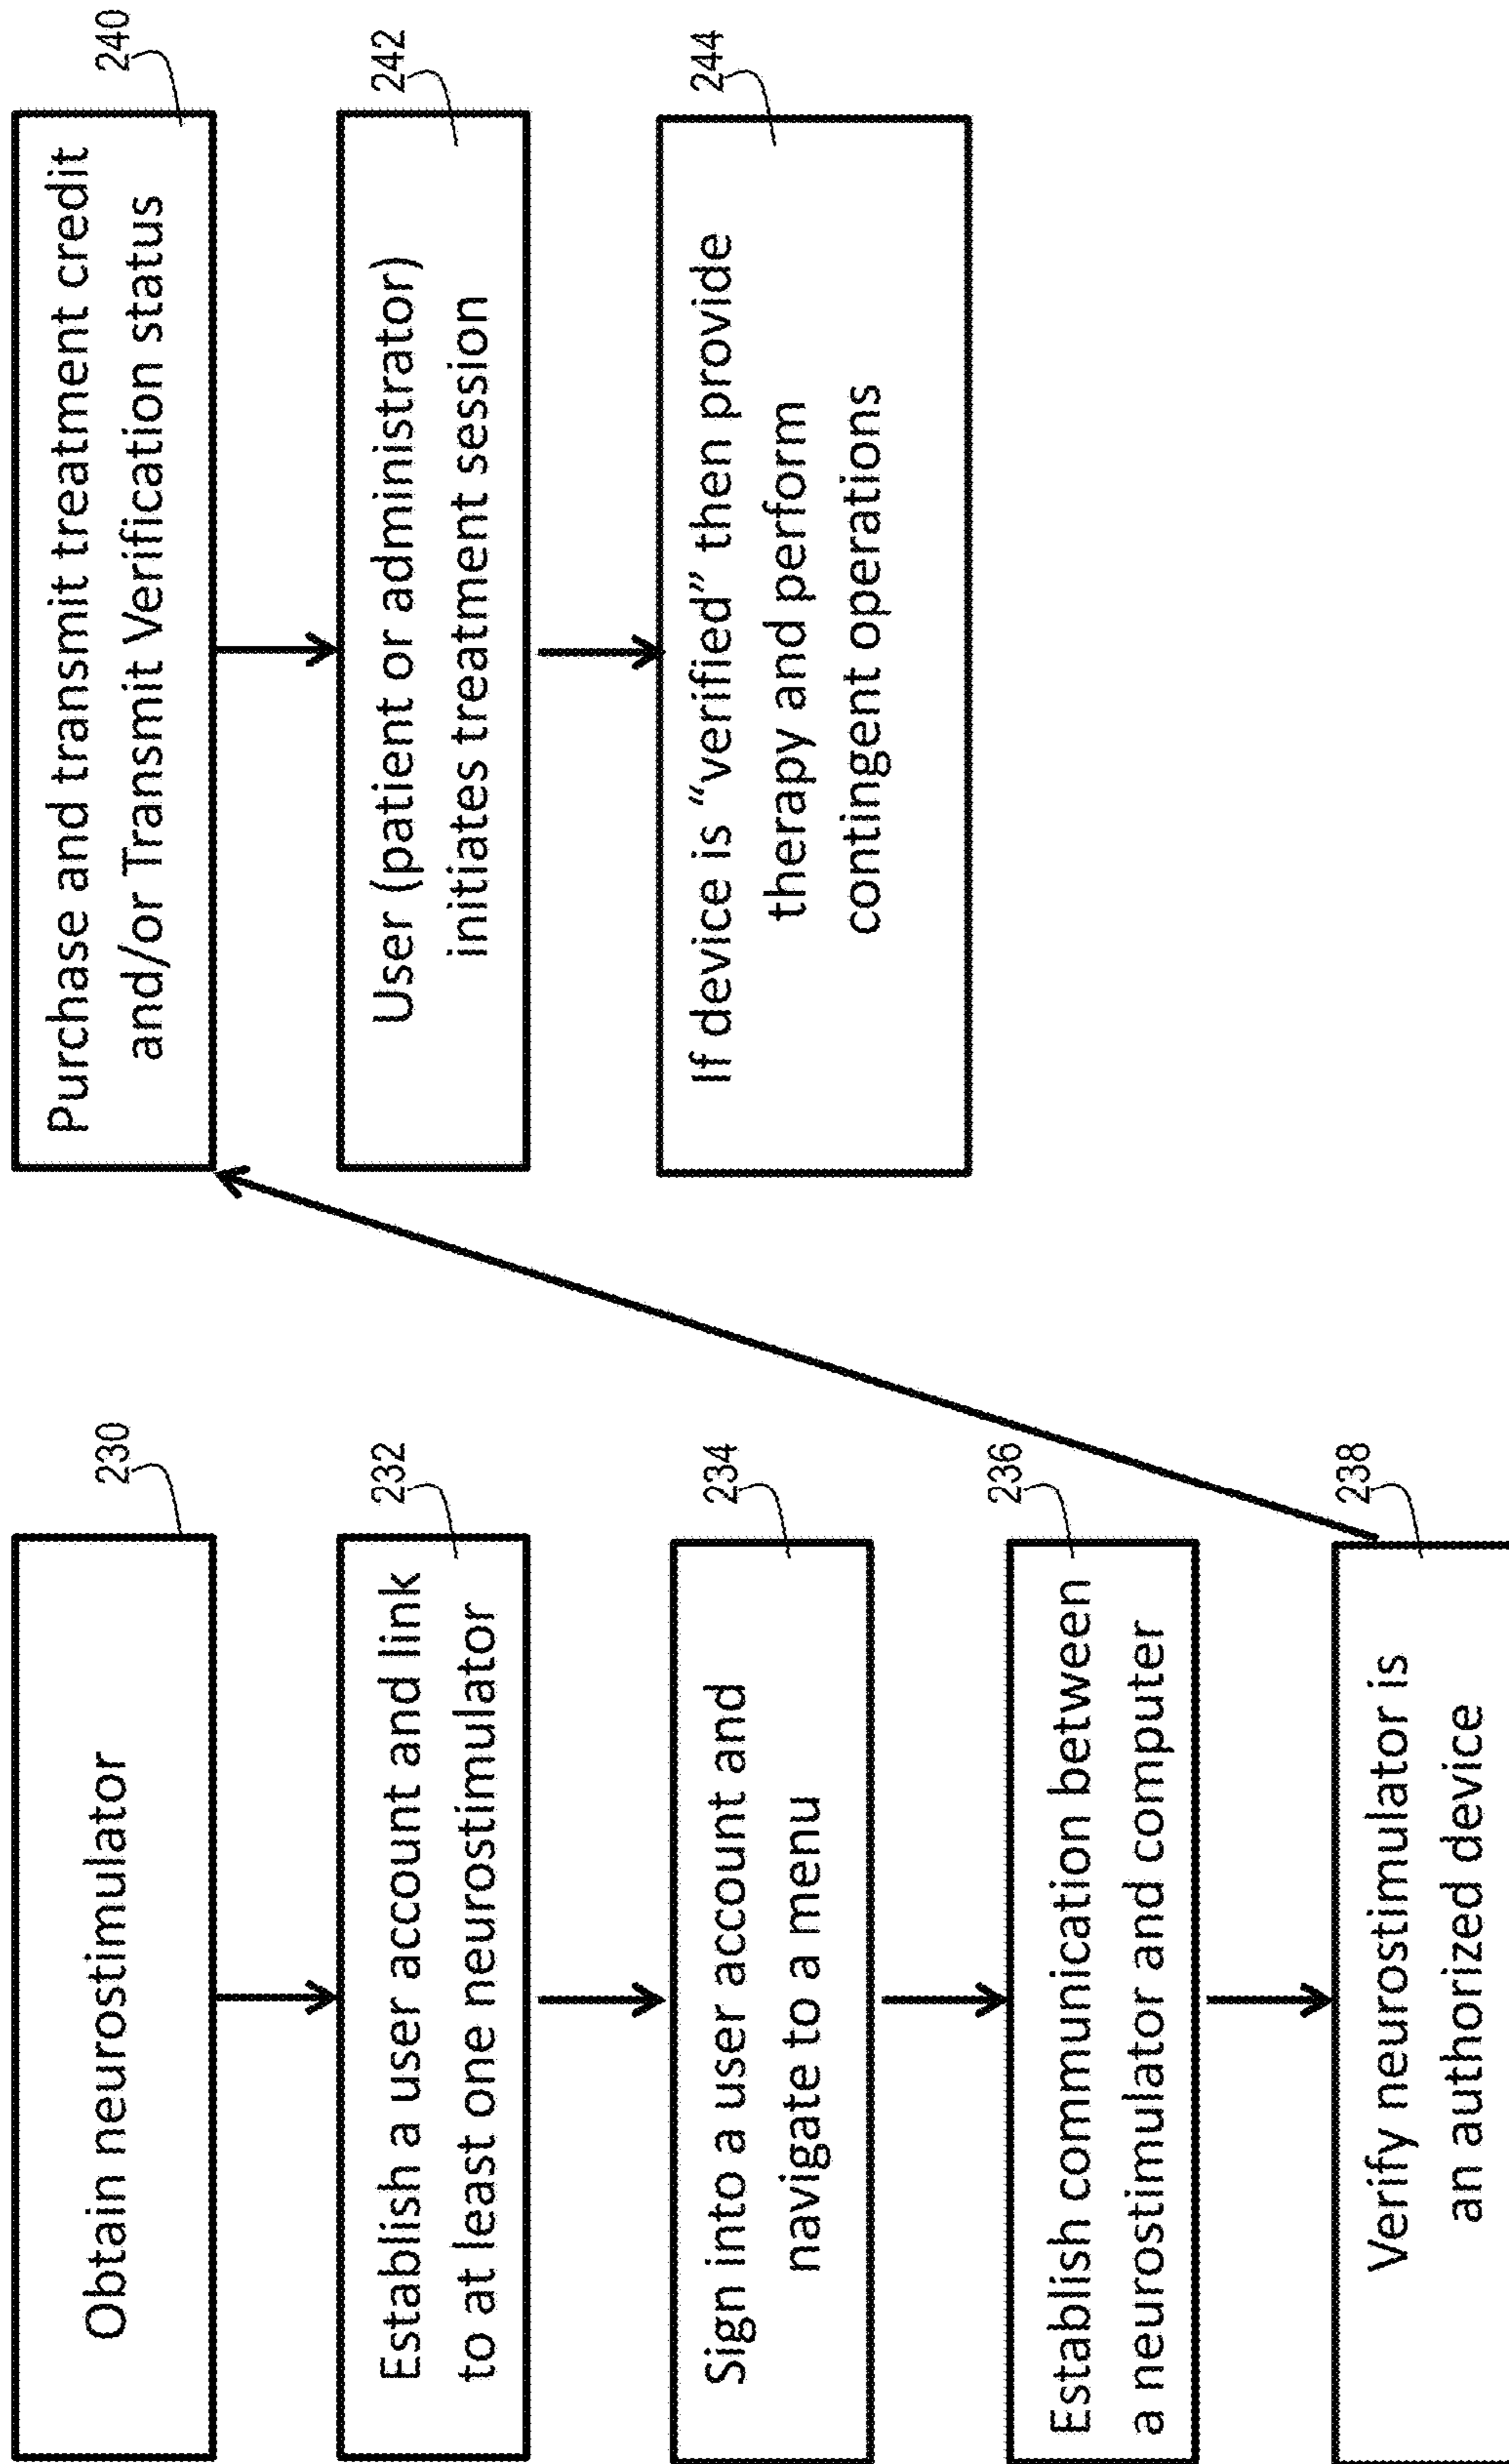 230
Obtain neurostimulator
232
Establish a user account and link
to at least one neurostimulator
234
Sign into a user account and
navigate to a menu
236
Establish communication between
a neurostimulator and computer
238
Verify neurostimulator is
an authorized device
240
Purchase and transmit treatment credit
and/or Transmit Verification status
242
User (patient or administrator)
initiates treatment session
244
If device is “verified” then provide
therapy and perform
contingent operations